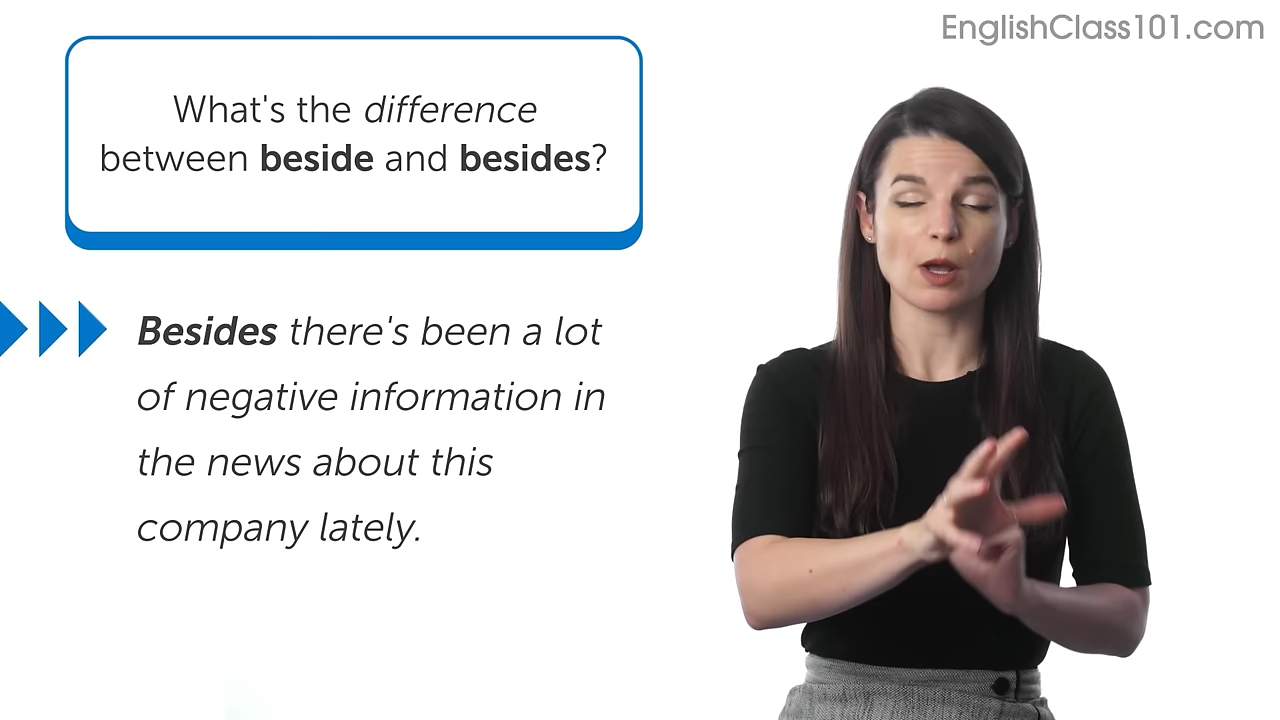 EnglishClass101.com
What's the difference
between beside and besides?
Besides there's been a lot
of negative information in
the news about this
company lately.